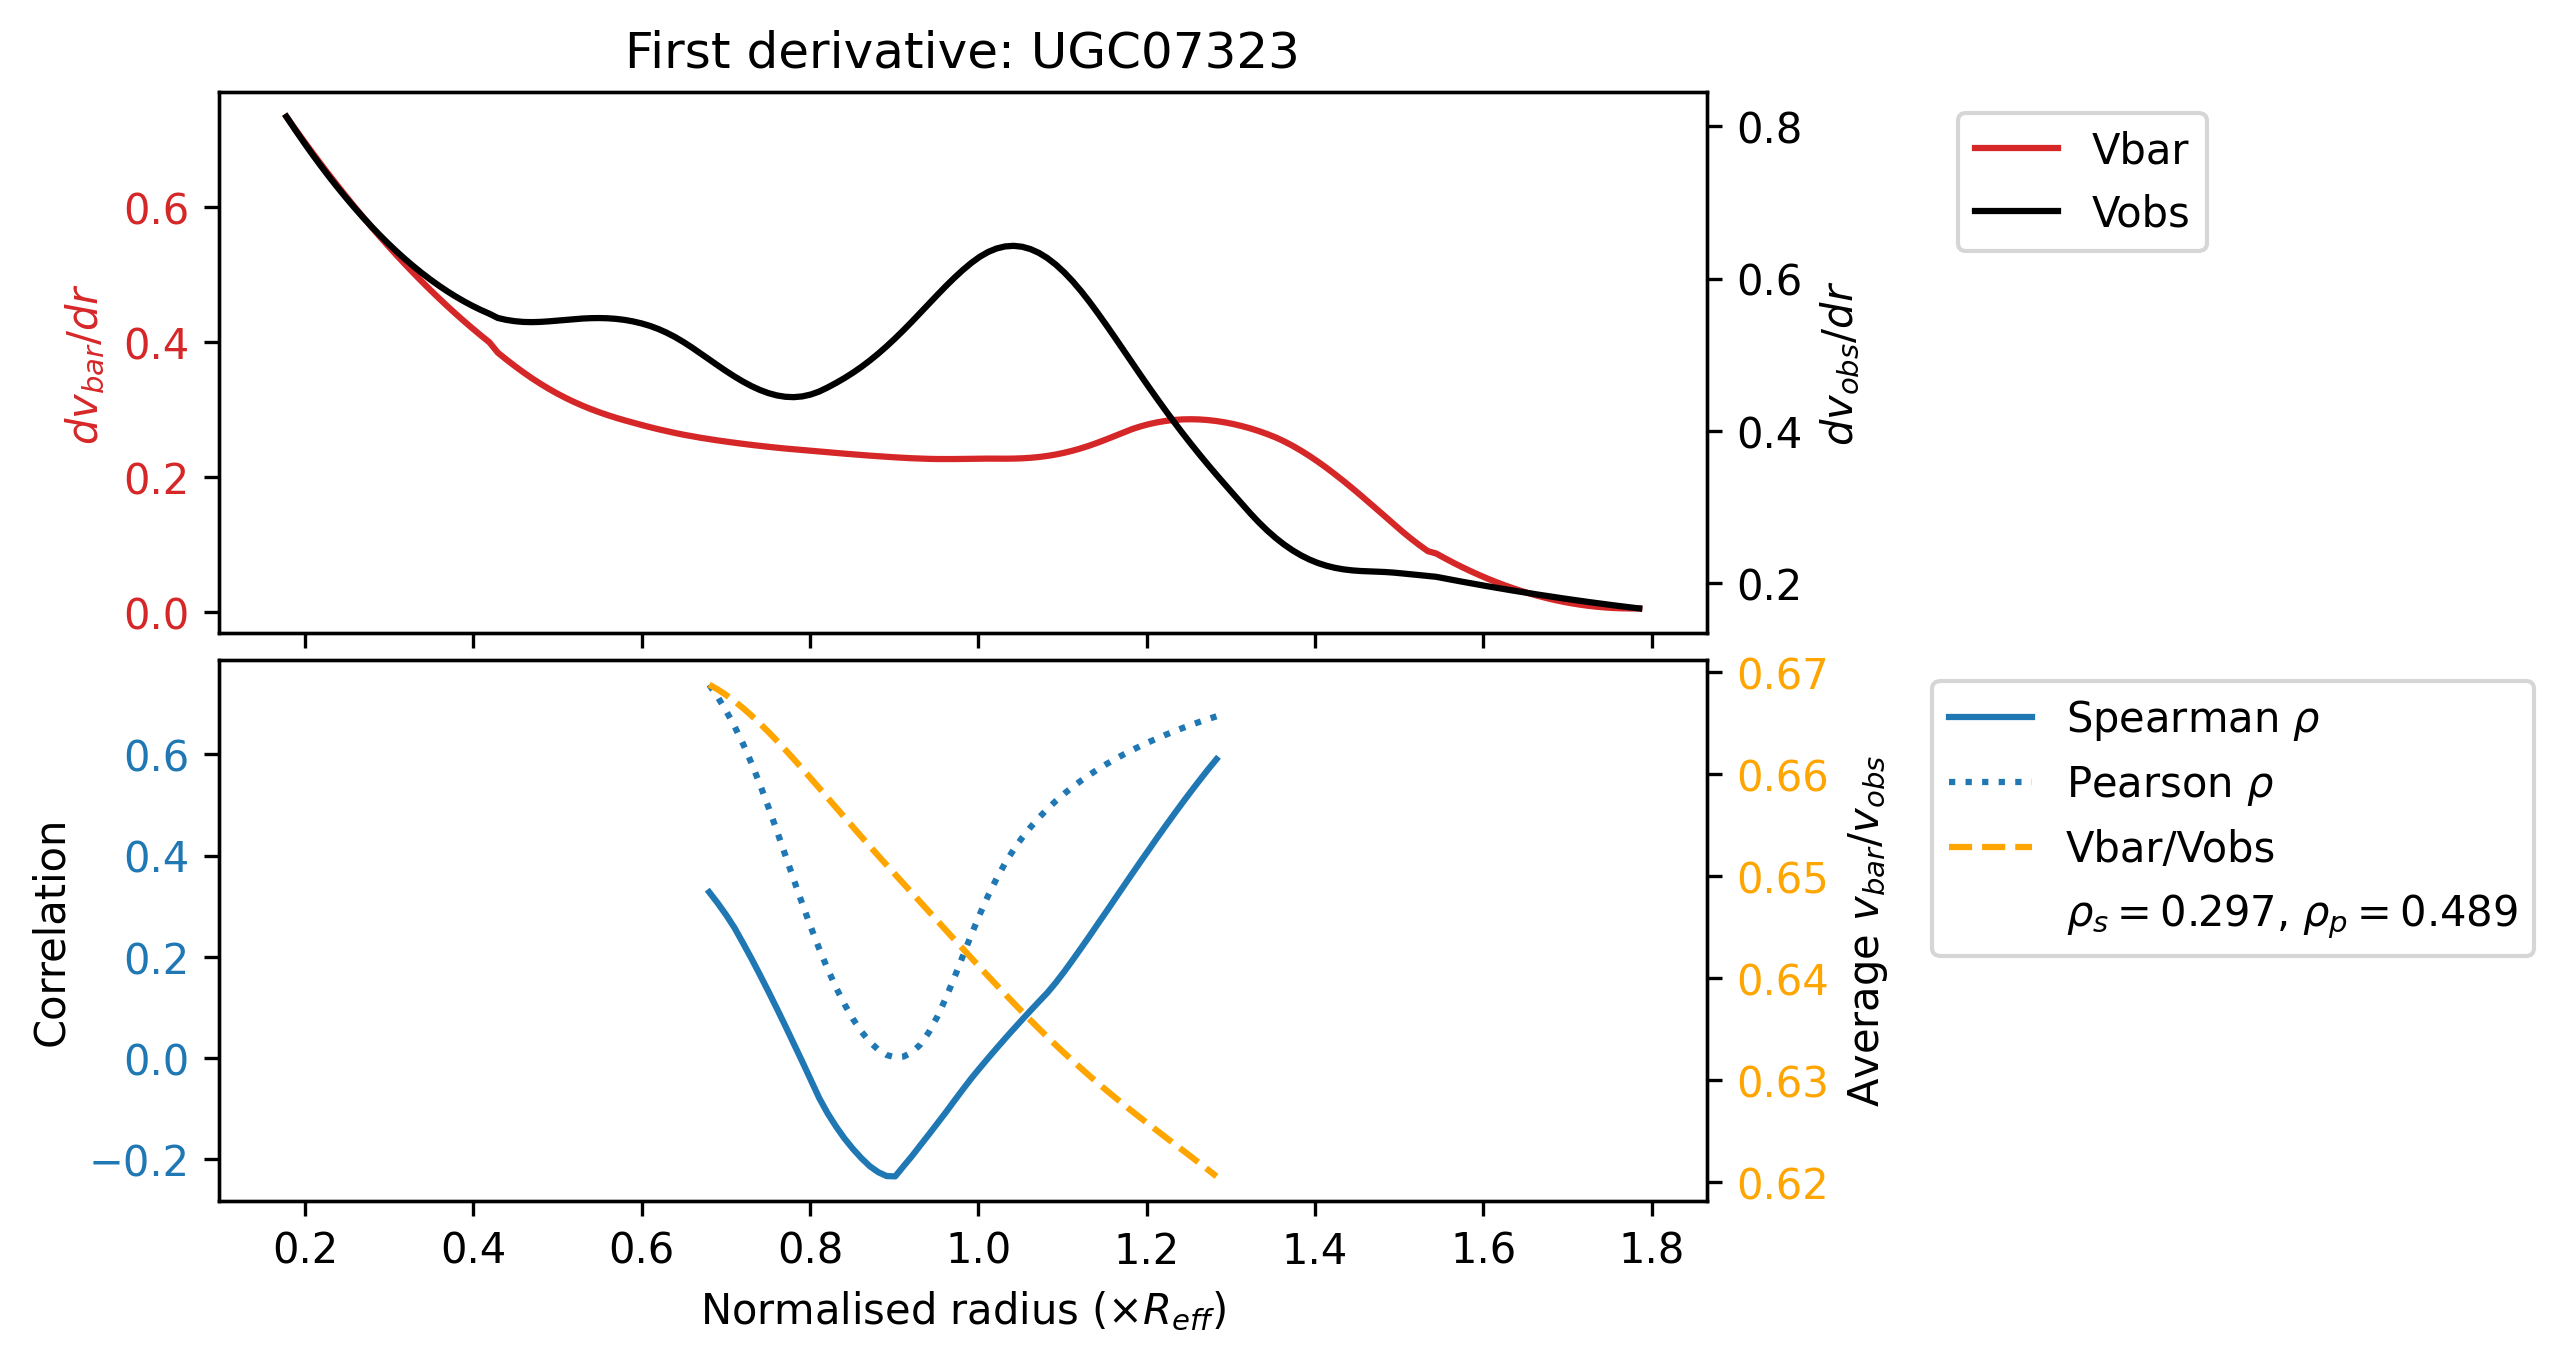 First derivative: UGC07323
0.6
0.4
0.2
0.0
dv_bar/dr
0.8
0.6
0.4
0.2
dv_obs/dr
Vbar
Vobs
0.6
0.4
0.2
0.0
−0.2
Correlation
0.67
0.66
0.65
0.64
0.63
0.62
Average v_bar/v_obs
Spearman ρ
Pearson ρ
Vbar/Vobs
ρ_s = 0.297, ρ_p = 0.489
0.2 0.4 0.6 0.8 1.0 1.2 1.4 1.6 1.8
Normalised radius (×R_eff)